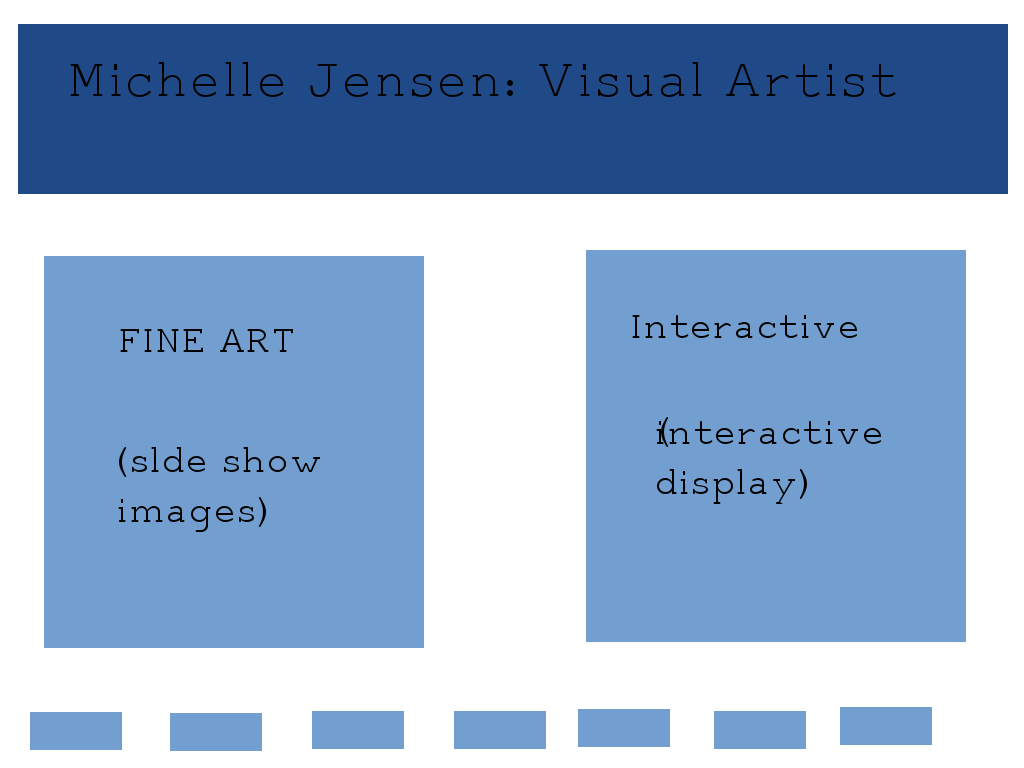 Michelle Jensen: Visual Artist
FINE ART
(slde show
images)
Interactive
(interactive
display)